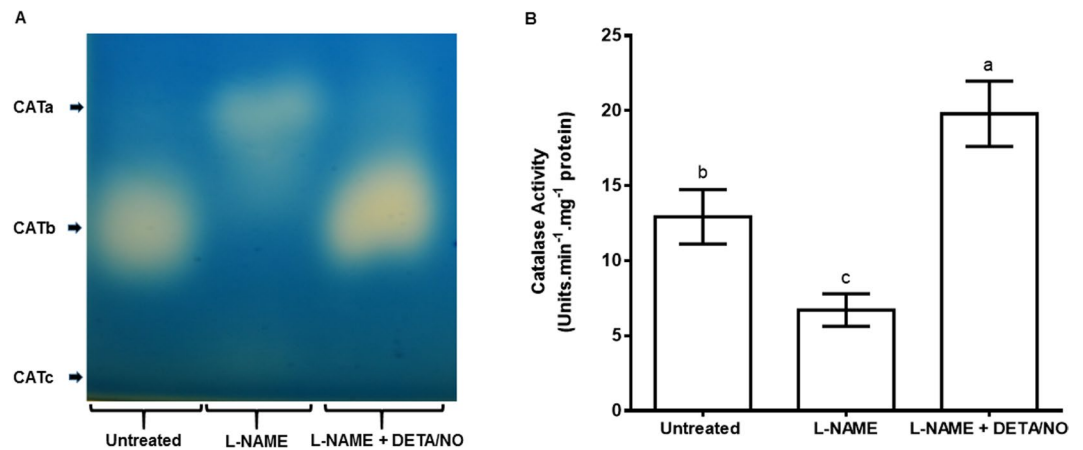 A
CATa
CATb
CATc
Untreated
L-NAME
L-NAME + DETA/NO
B
Catalase Activity
(Units.min⁻¹.mg⁻¹ protein)
25
20
15
10
5
0
b
c
a
Untreated
L-NAME
L-NAME + DETA/NO